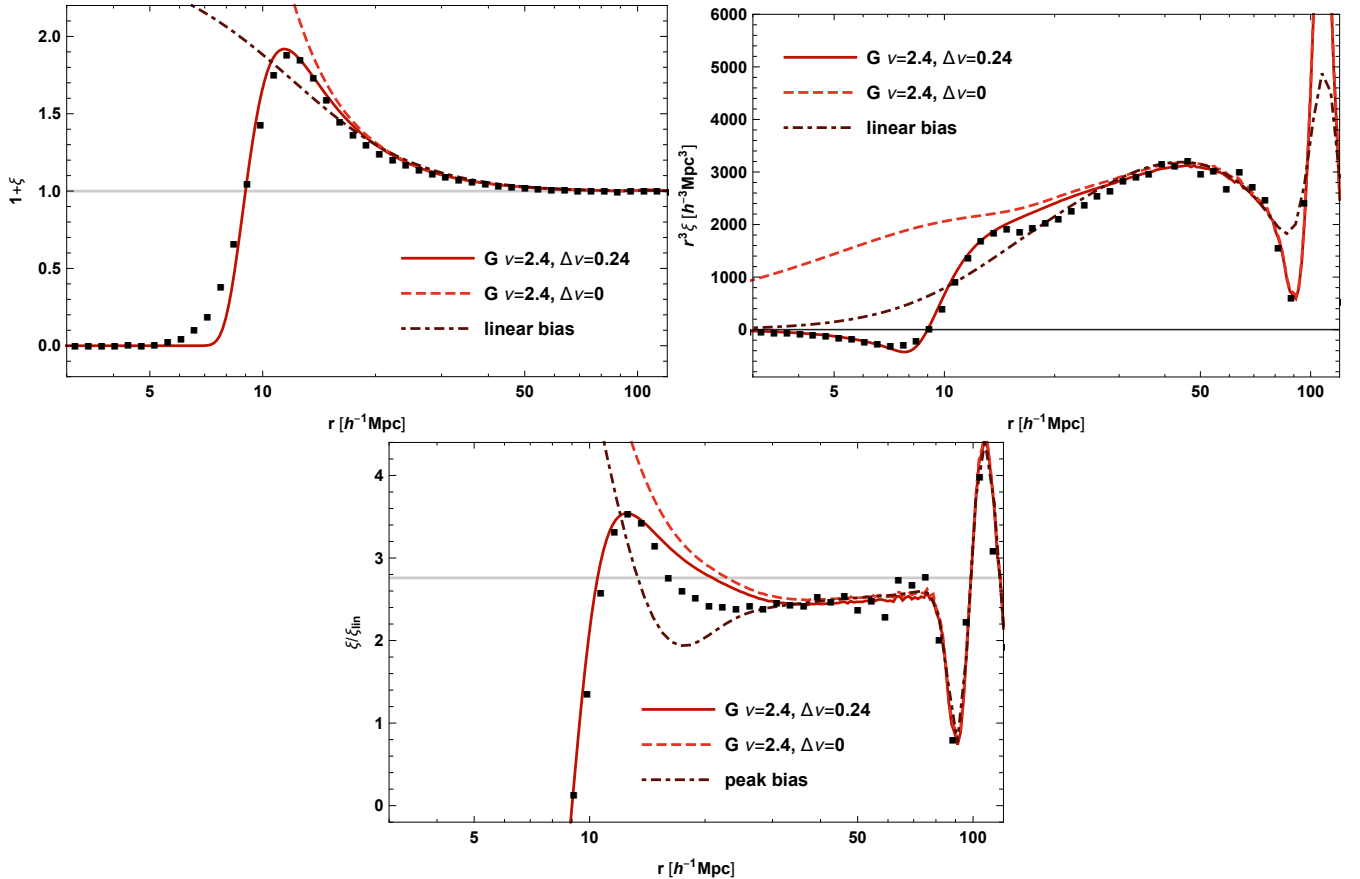 2.0
1.5
1.0
0.5
0.0
1+ξ
G ν=2.4, Δν=0.24
G ν=2.4, Δν=0
linear bias
5
10
50
100
r [h⁻¹Mpc]
6000
5000
4000
3000
2000
1000
0
r³ξ [h⁻³Mpc³]
G ν=2.4, Δν=0.24
G ν=2.4, Δν=0
linear bias
5
10
50
100
r [h⁻¹Mpc]
4
3
2
1
0
ξ/ξlin
G ν=2.4, Δν=0.24
G ν=2.4, Δν=0
peak bias
5
10
50
100
r [h⁻¹Mpc]